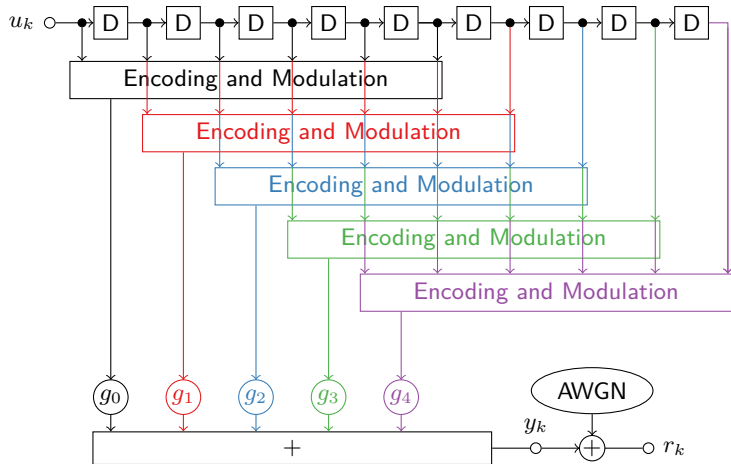 u_k D D D D D D D D D
Encoding and Modulation
Encoding and Modulation
Encoding and Modulation
Encoding and Modulation
Encoding and Modulation
g_0 g_1 g_2 g_3 g_4 AWGN
+ y_k + r_k